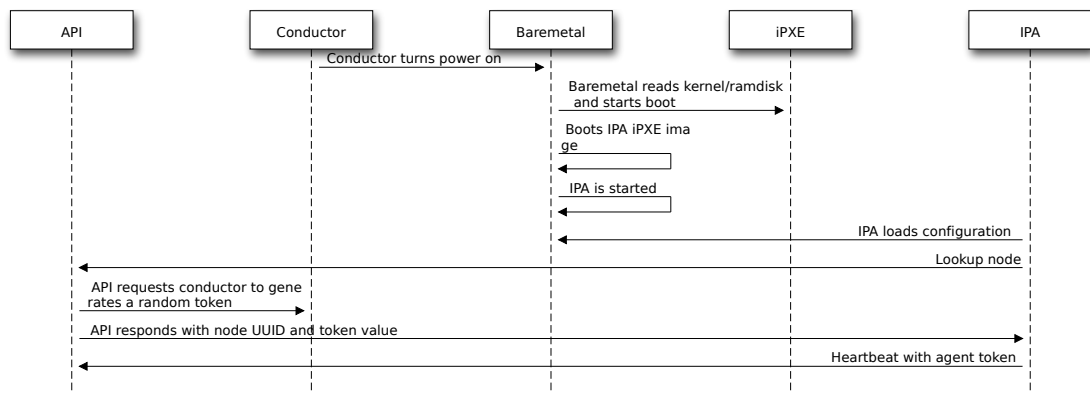 API
Conductor
Baremetal
iPXE
IPA
Conductor turns power on
Baremetal reads kernel/ramdisk
and starts boot
Boots IPA iPXE ima
ge
IPA is started
IPA loads configuration
Lookup node
API requests conductor to gene
rates a random token
API responds with node UUID and token value
Heartbeat with agent token